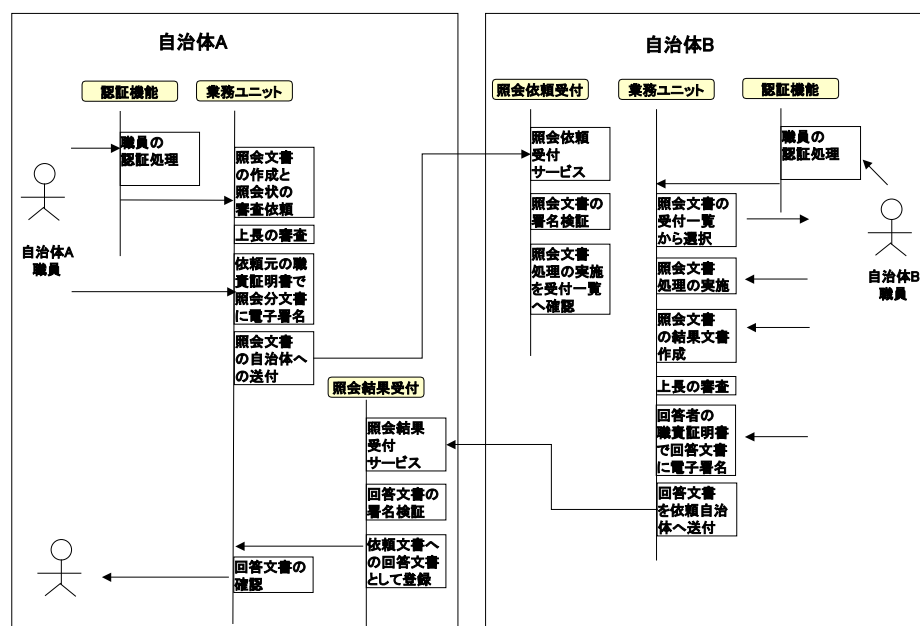 自治体A
認証機能
業務ユニット
職員の
認証処理
照会文書
の作成と
照会状の
審査依頼
上長の審査
自治体A
職員
依頼元の職
責証明書で
照会分文書
に電子署名
照会文書
の自治体へ
の送付
照会結果受付
照会結果
受付
サービス
回答文書の
署名検証
依頼文書へ
の回答文書
として登録
回答文書の
確認
自治体B
照会依頼受付
業務ユニット
認証機能
照会依頼
受付
サービス
職員の
認証処理
照会文書の
署名検証
照会文書の
受付一覧
から選択
照会文書
処理の実施
を受付一覧
へ確認
照会文書
処理の実施
自治体B
職員
照会文書
の結果文書
作成
上長の審査
回答者の
職責証明書
で回答文書
に電子署名
回答文書
を依頼自治
体へ送付